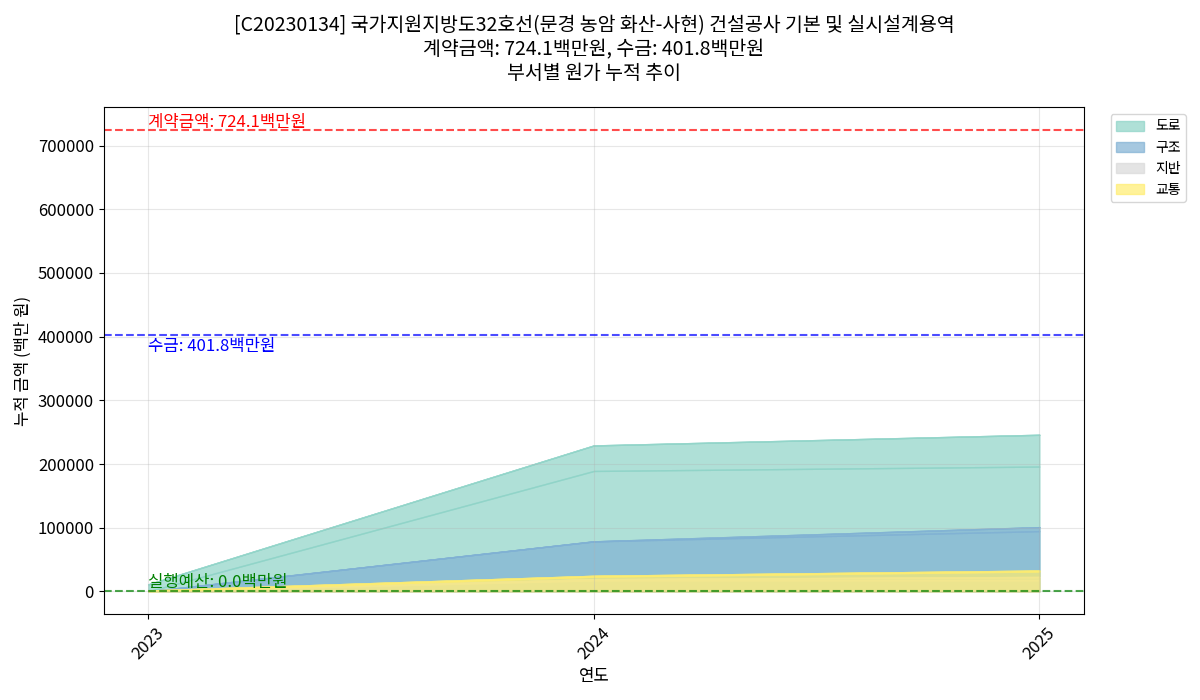 [C20230134] 국가지원지방도32호선(문경 농암 화산-사현) 건설공사 기본 및 실시설계용역
계약금액: 724.1백만원, 수금: 401.8백만원
부서별 원가 누적 추이
계약금액: 724.1백만원
수금: 401.8백만원
실행예산: 0.0백만원
도로
구조
지반
교통
누적 금액 (백만 원)
700000
600000
500000
400000
300000
200000
100000
0
2023
2024
2025
연도